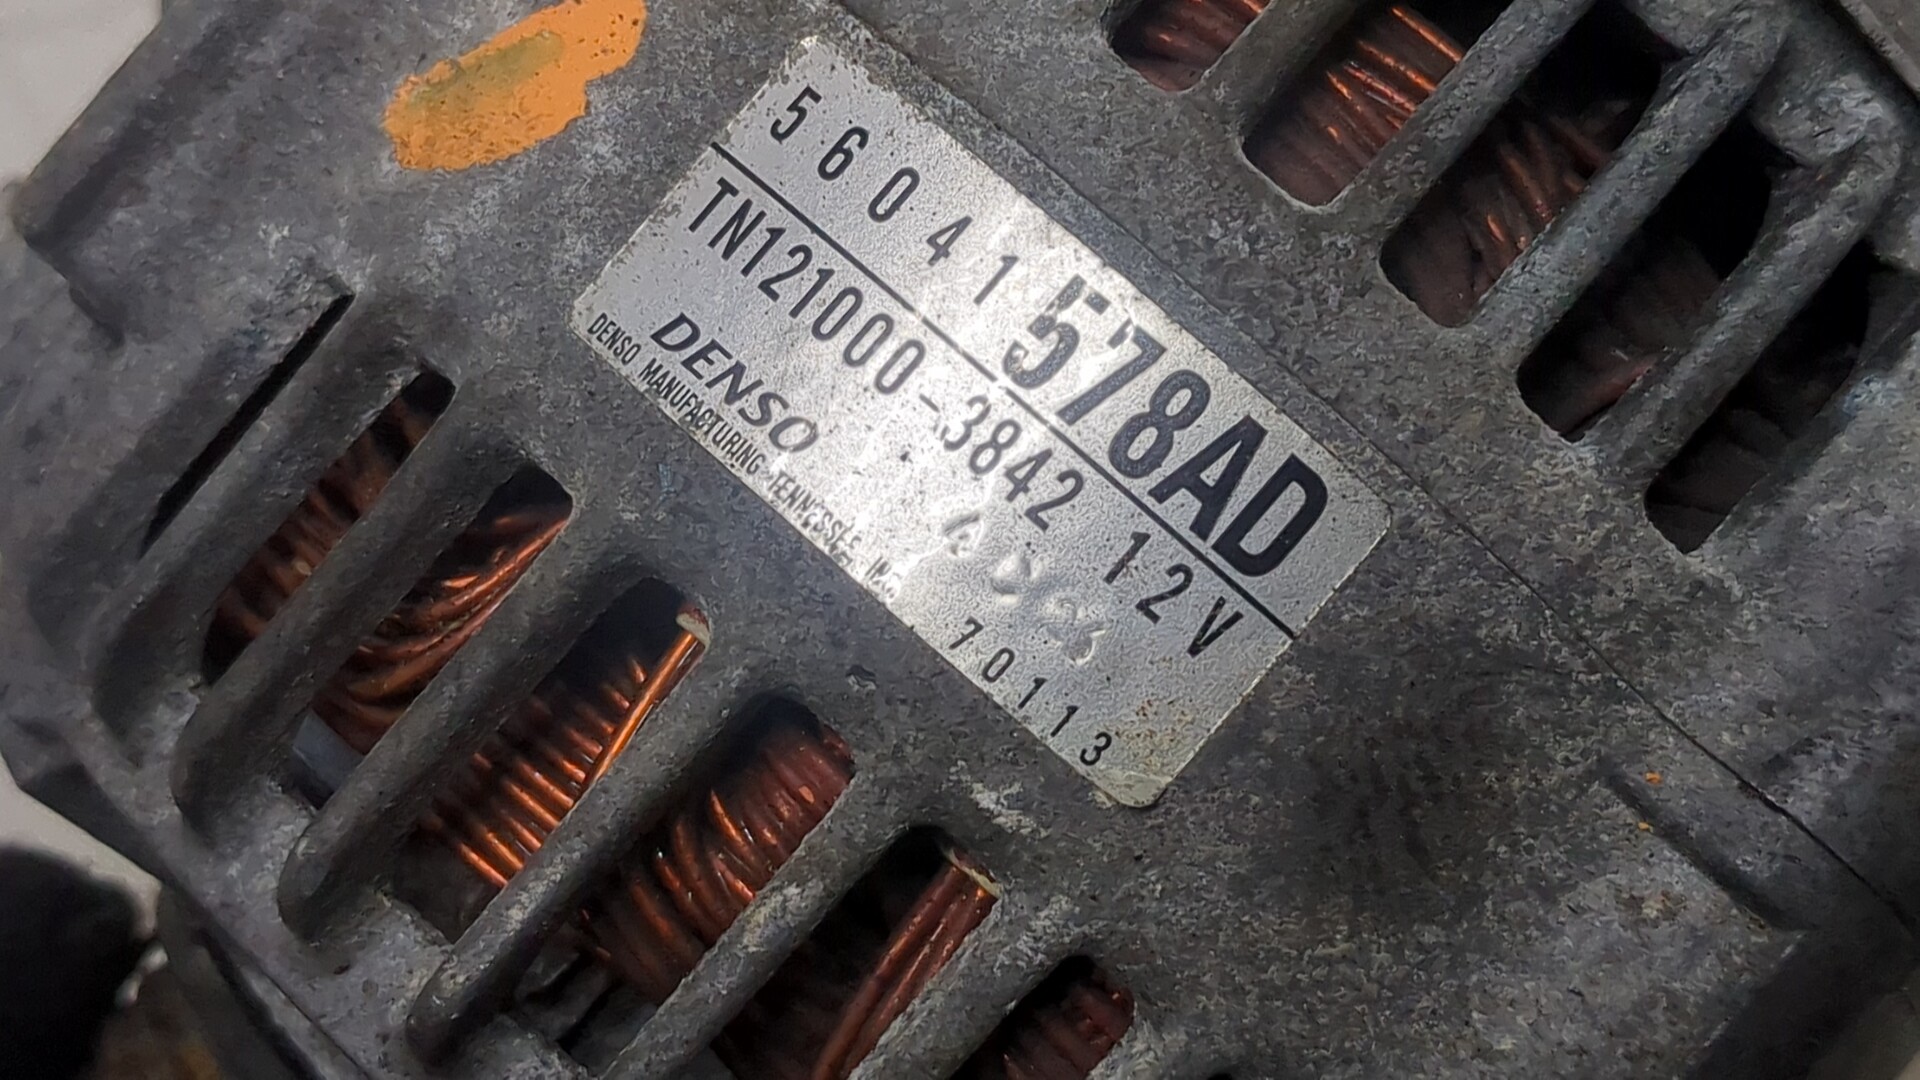 56041578AD
TN121000-3842 12V
DENSO
DENSO MANUFACTURING TENNESSEE, INC.
70113